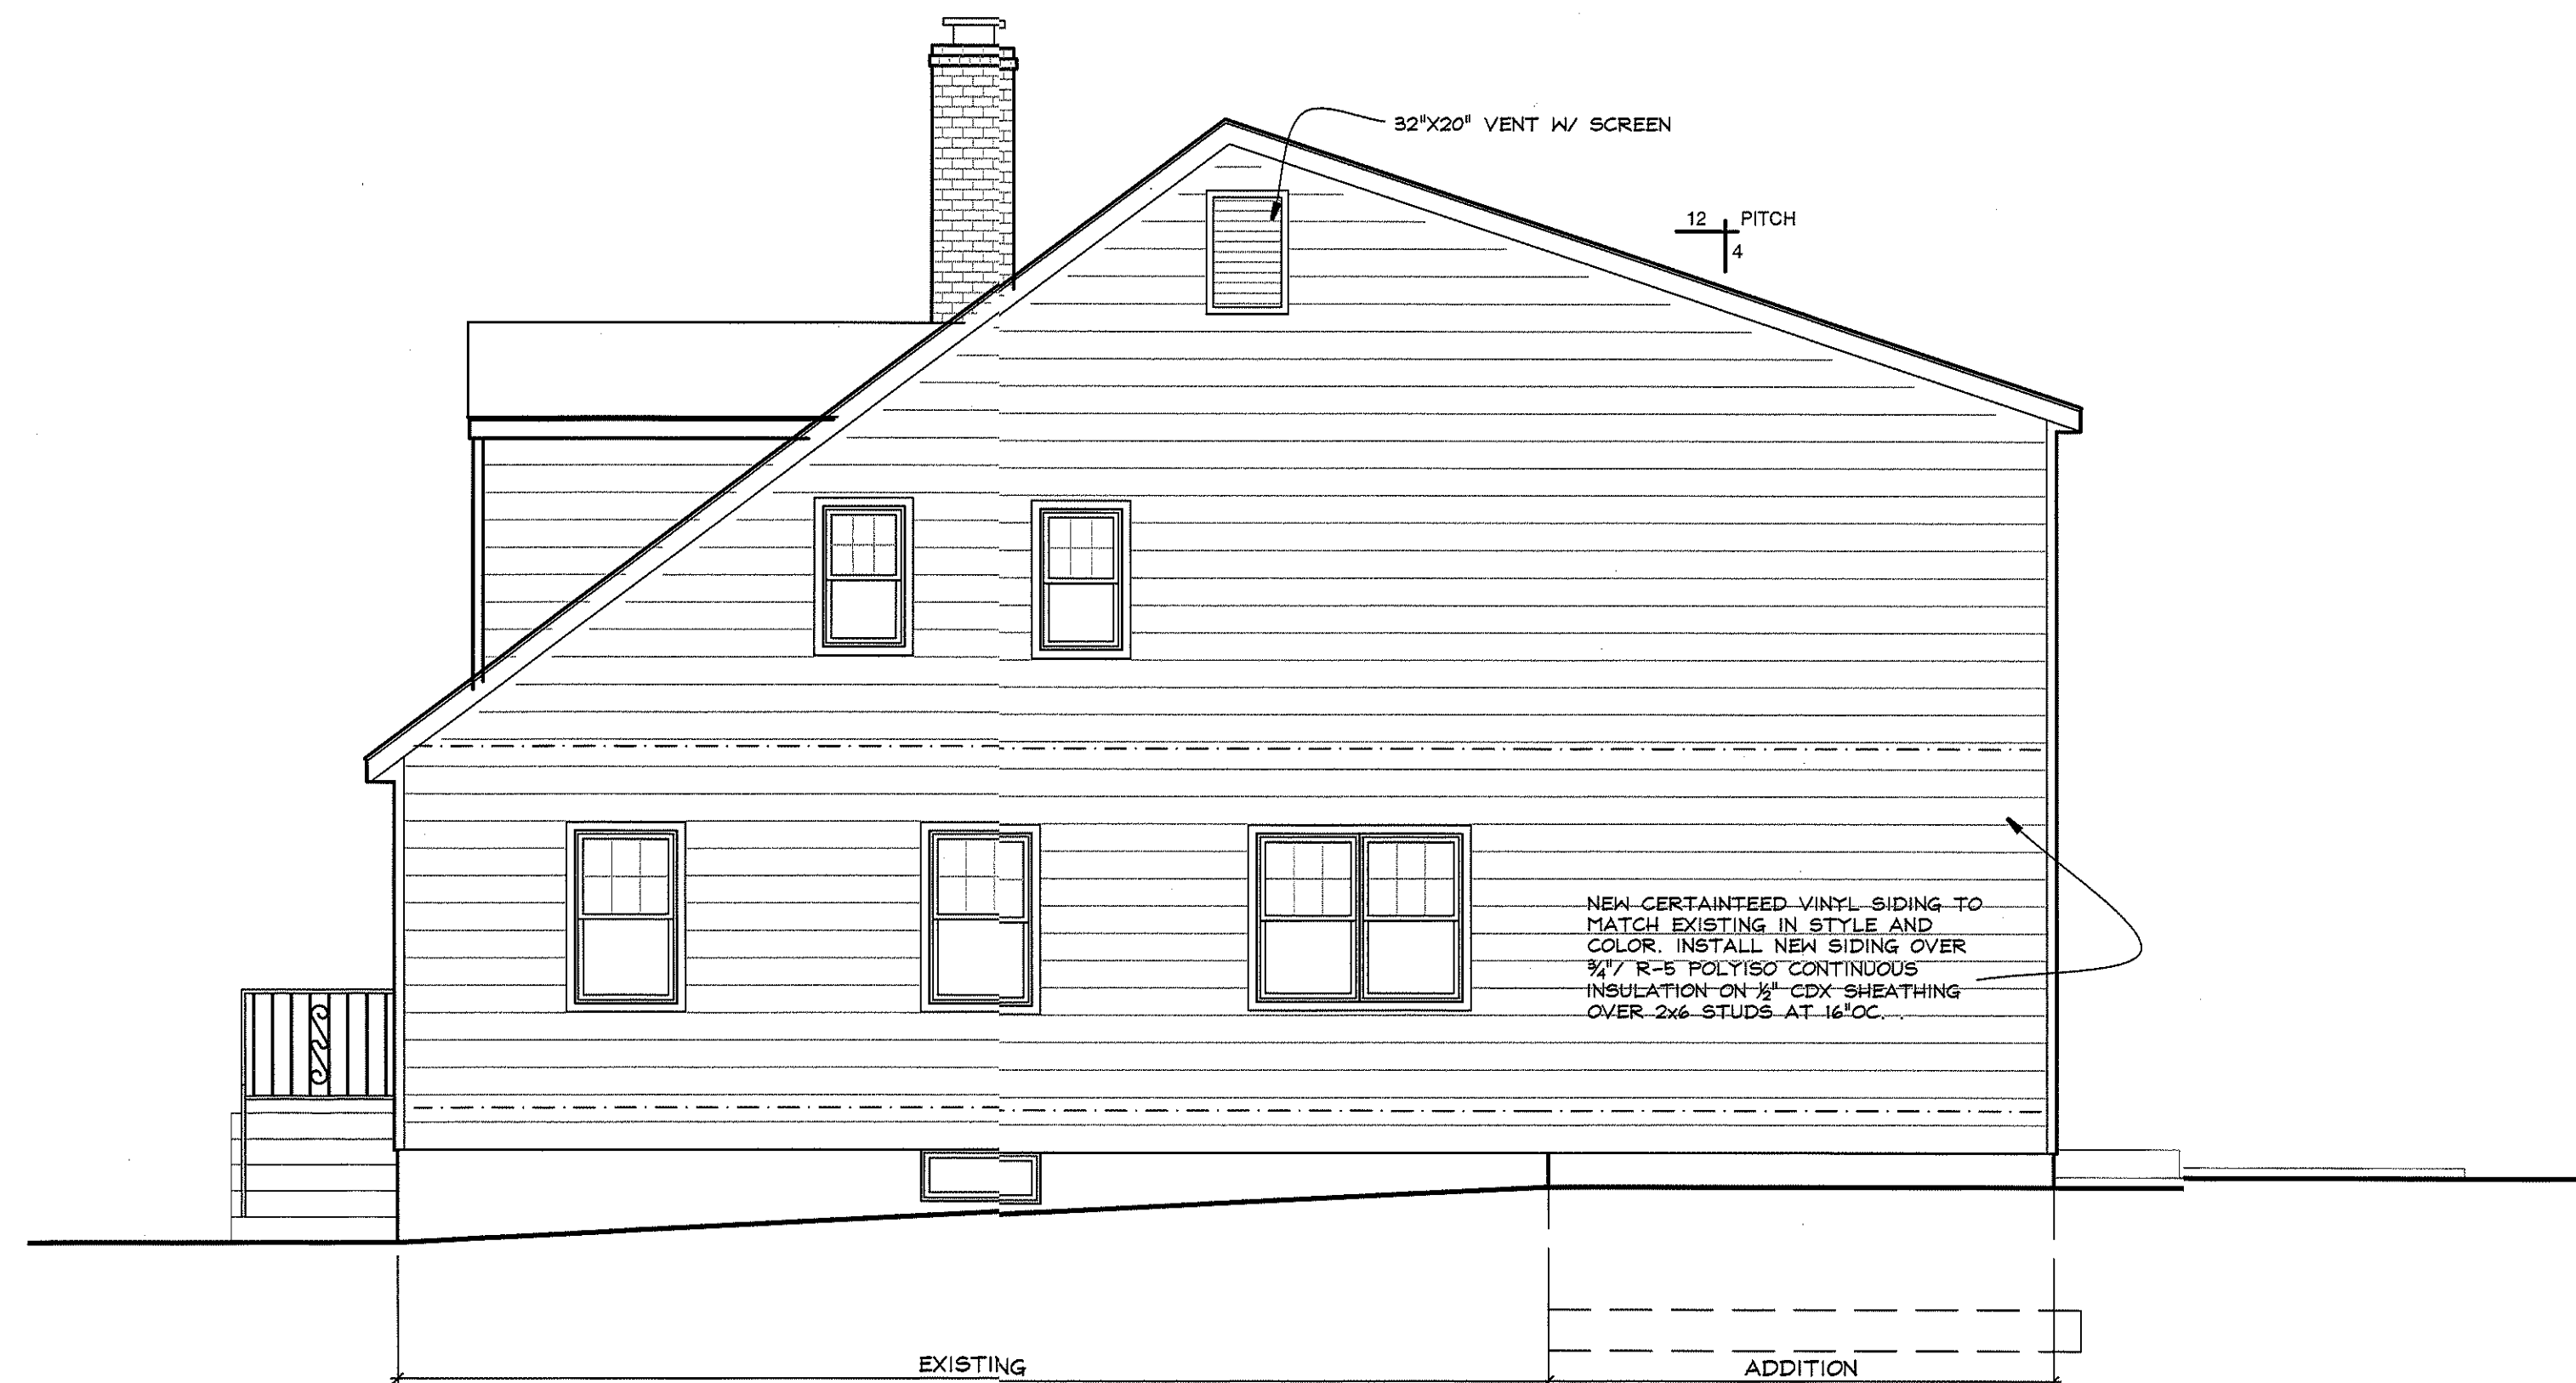 32"X20" VENT W/ SCREEN
12 PITCH
4
NEW CERTAINTEED VINYL SIDING TO
MATCH EXISTING IN STYLE AND
COLOR. INSTALL NEW SIDING OVER
¾"/ R-5 POLYISO CONTINUOUS
INSULATION ON ½" CDX SHEATHING
OVER 2x6 STUDS AT 16"OC.
EXISTING
ADDITION